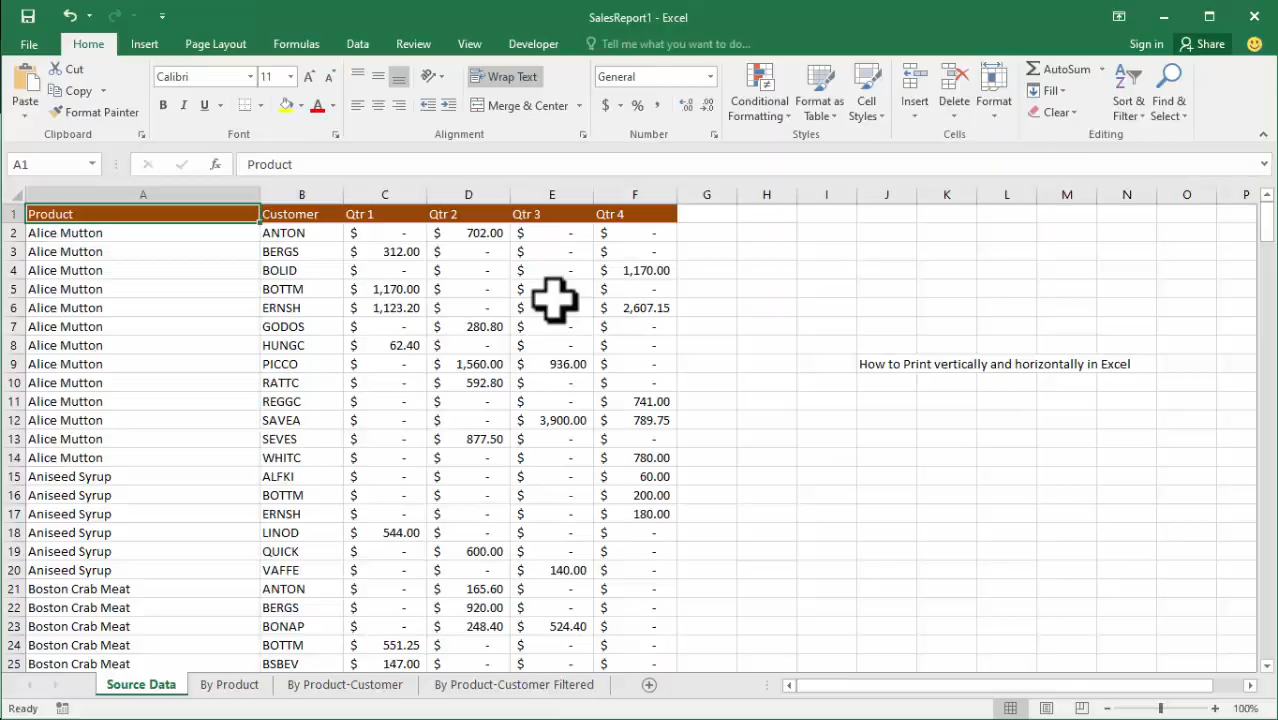 SalesReport1 - Excel
File Home Insert Page Layout Formulas Data Review View Developer Tell me what you want to do... Sign in Share
Paste Cut Copy Format Painter Clipboard
Calibri 11 B I U A Font
Wrap Text Merge & Center Alignment
General $ % Number
Conditional Formatting Format as Table Cell Styles Styles
Insert Delete Format Cells
AutoSum Fill Clear Sort & Filter Find & Select Editing
A1 fx Product
A B C D E F G H I J K L M N O P
1 Product Customer Qtr 1 Qtr 2 Qtr 3 Qtr 4
2 Alice Mutton ANTON $ - $ 702.00 $ - $ -
3 Alice Mutton BERGS $ 312.00 $ - $ - $ -
4 Alice Mutton BOLID $ - $ - $ - $ 1,170.00
5 Alice Mutton BOTTM $ 1,170.00 $ - $ $ -
6 Alice Mutton ERNSH $ 1,123.20 $ - $ $ 2,607.15
7 Alice Mutton GODOS $ - $ 280.80 $ - $ -
8 Alice Mutton HUNGC $ 62.40 $ - $ - $ -
9 Alice Mutton PICCO $ - $ 1,560.00 $ 936.00 $ - How to Print vertically and horizontally in Excel
10 Alice Mutton RATTC $ - $ 592.80 $ - $ -
11 Alice Mutton REGGC $ - $ - $ - $ 741.00
12 Alice Mutton SAVEA $ - $ - $ 3,900.00 $ 789.75
13 Alice Mutton SEVES $ - $ 877.50 $ - $ -
14 Alice Mutton WHITC $ - $ - $ - $ 780.00
15 Aniseed Syrup ALFKI $ - $ - $ - $ 60.00
16 Aniseed Syrup BOTTM $ - $ - $ - $ 200.00
17 Aniseed Syrup ERNSH $ - $ - $ - $ 180.00
18 Aniseed Syrup LINOD $ 544.00 $ - $ - $ -
19 Aniseed Syrup QUICK $ - $ 600.00 $ - $ -
20 Aniseed Syrup VAFFE $ - $ - $ 140.00 $ -
21 Boston Crab Meat ANTON $ - $ 165.60 $ - $ -
22 Boston Crab Meat BERGS $ - $ 920.00 $ - $ -
23 Boston Crab Meat BONAP $ - $ 248.40 $ 524.40 $ -
24 Boston Crab Meat BOTTM $ 551.25 $ - $ - $ -
25 Boston Crab Meat BSBEV $ 147.00 $ - $ - $ -
Source Data By Product By Product-Customer By Product-Customer Filtered
Ready 100%